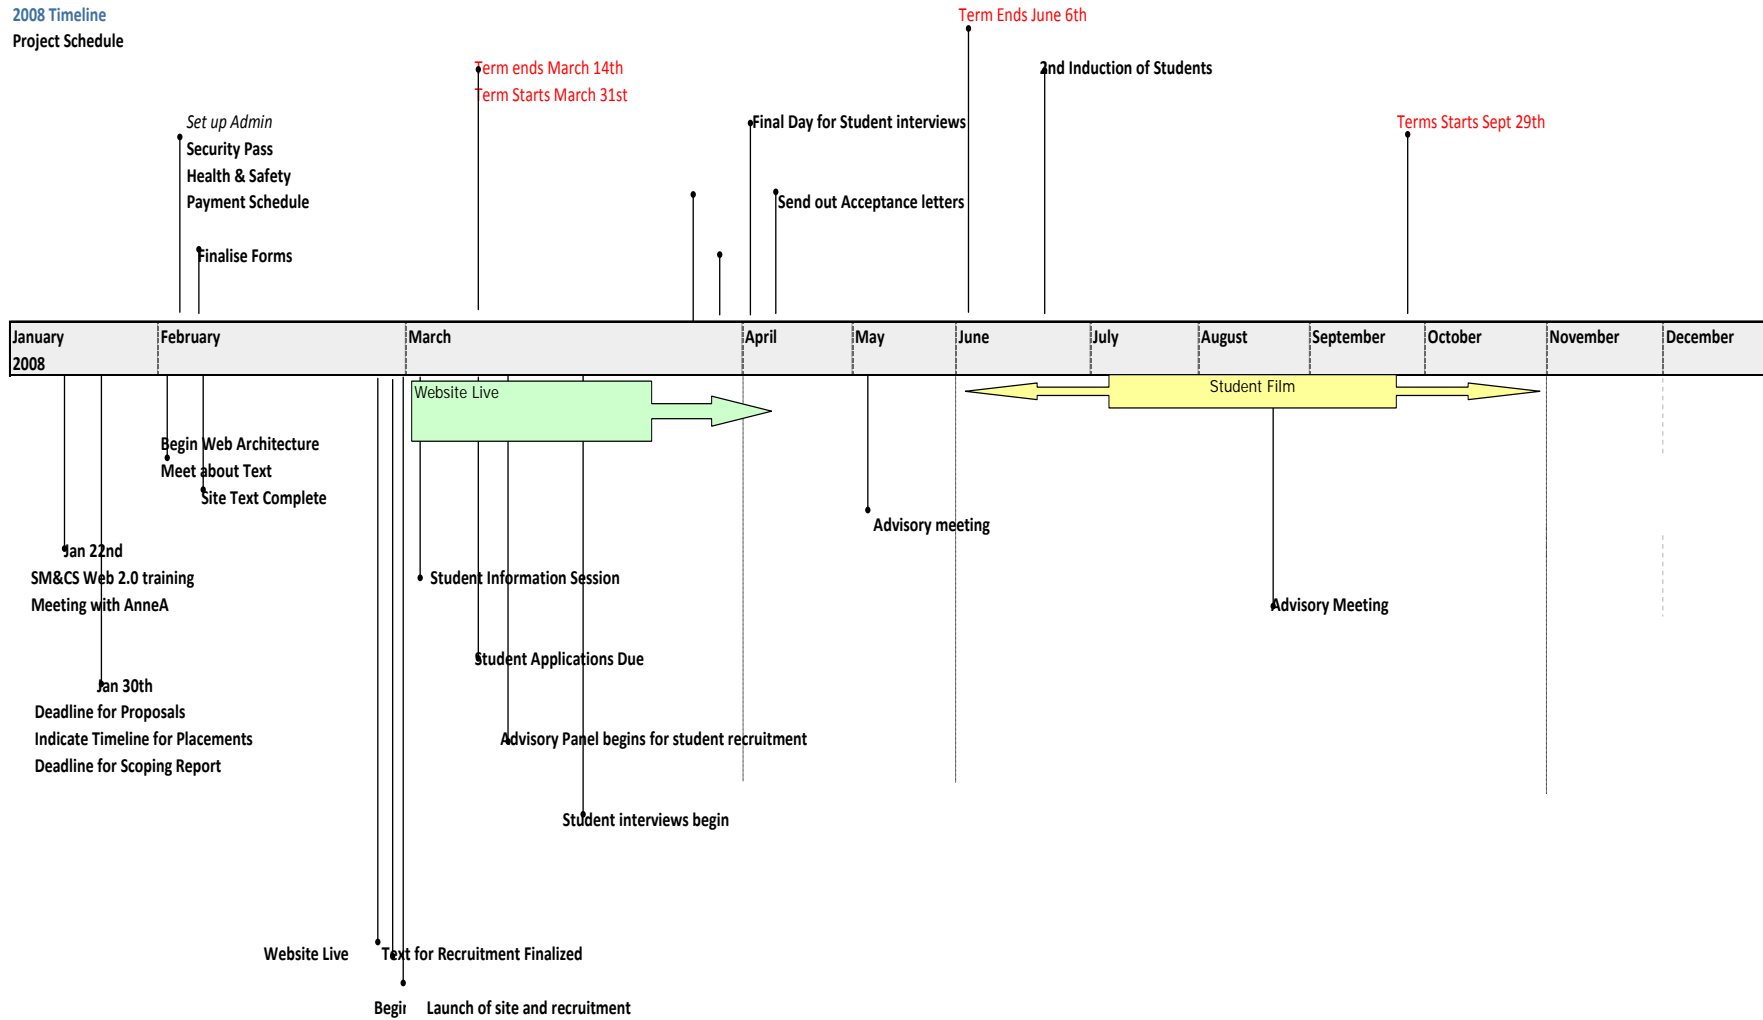 2008 Timeline
Project Schedule
Term Ends June 6th
Term ends March 14th
Term Starts March 31st
2nd Induction of Students
Set up Admin
Security Pass
Health & Safety
Payment Schedule
Final Day for Student interviews
Terms Starts Sept 29th
Send out Acceptance letters
Finalise Forms
January February March April May June July August September October November December
2008
Website Live
Student Film
Begin Web Architecture
Meet about Text
Site Text Complete
Advisory meeting
Jan 22nd
SM&CS Web 2.0 training
Meeting with AnneA
Student Information Session
Advisory Meeting
Student Applications Due
Jan 30th
Deadline for Proposals
Indicate Timeline for Placements
Deadline for Scoping Report
Advisory Panel begins for student recruitment
Student interviews begin
Website Live Text for Recruitment Finalized
Launch of site and recruitment